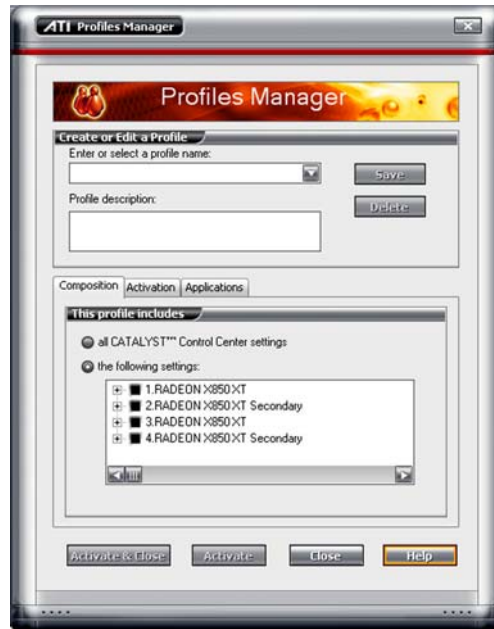 ATI Profiles Manager
Profiles Manager
Create or Edit a Profile
Enter or select a profile name:
Save
Profile description:
Delete
Composition Activation Applications
This profile includes
all CATALYST™ Control Center settings
the following settings:
1.RADEON X850 XT
2.RADEON X850 XT Secondary
3.RADEON X850 XT
4.RADEON X850 XT Secondary
Activate & Close Activate Close Help